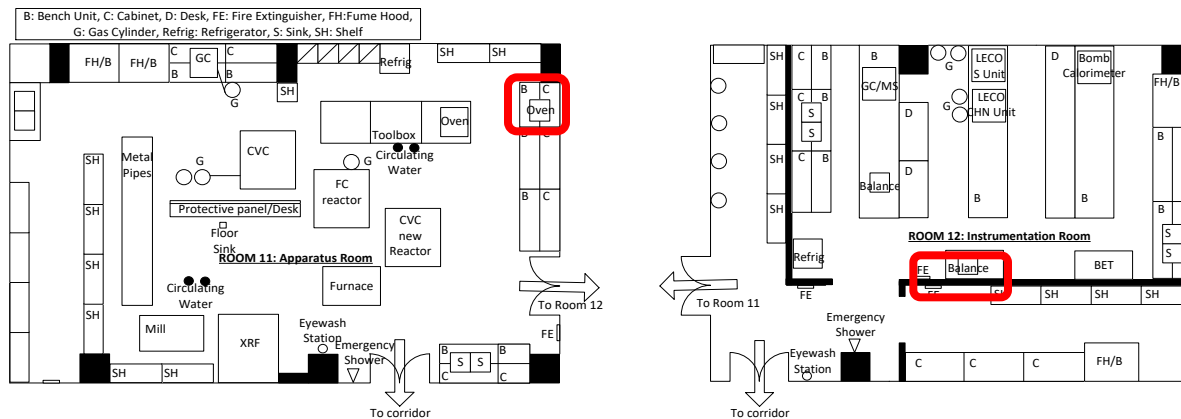 B: Bench Unit, C: Cabinet, D: Desk, FE: Fire Extinguisher, FH:Fume Hood,
G: Gas Cylinder, Refrig: Refrigerator, S: Sink, SH: Shelf
FH/B
FH/B
C
C
GC
B
B
G
SH
Refrig
SH
SH
B
C
Oven
B
C
B
C
Toolbox
Oven
Circulating
Water
Metal
Pipes
CVC
G
G
FC
reactor
CVC
new
Reactor
Protective panel/Desk
Floor
Sink
ROOM 11: Apparatus Room
SH
SH
SH
SH
Circulating
Water
Furnace
To Room 12
Mill
XRF
Eyewash
Station
Emergency
Shower
FE
SH
SH
B
B
S
S
C
C
To corridor
SH
SH
SH
SH
C
B
C
B
S
S
C
B
B
GC/MS
Balance
D
D
G
G
LECO
S Unit
LECO
CHN Unit
B
D
Bomb
Calorimeter
B
FH/B
B
B
S
S
ROOM 12: Instrumentation Room
Refrig
FE
Balance
BET
FE
FE
SH
SH
SH
SH
To Room 11
Emergency
Shower
Eyewash
Station
C
C
C
FH/B
To corridor